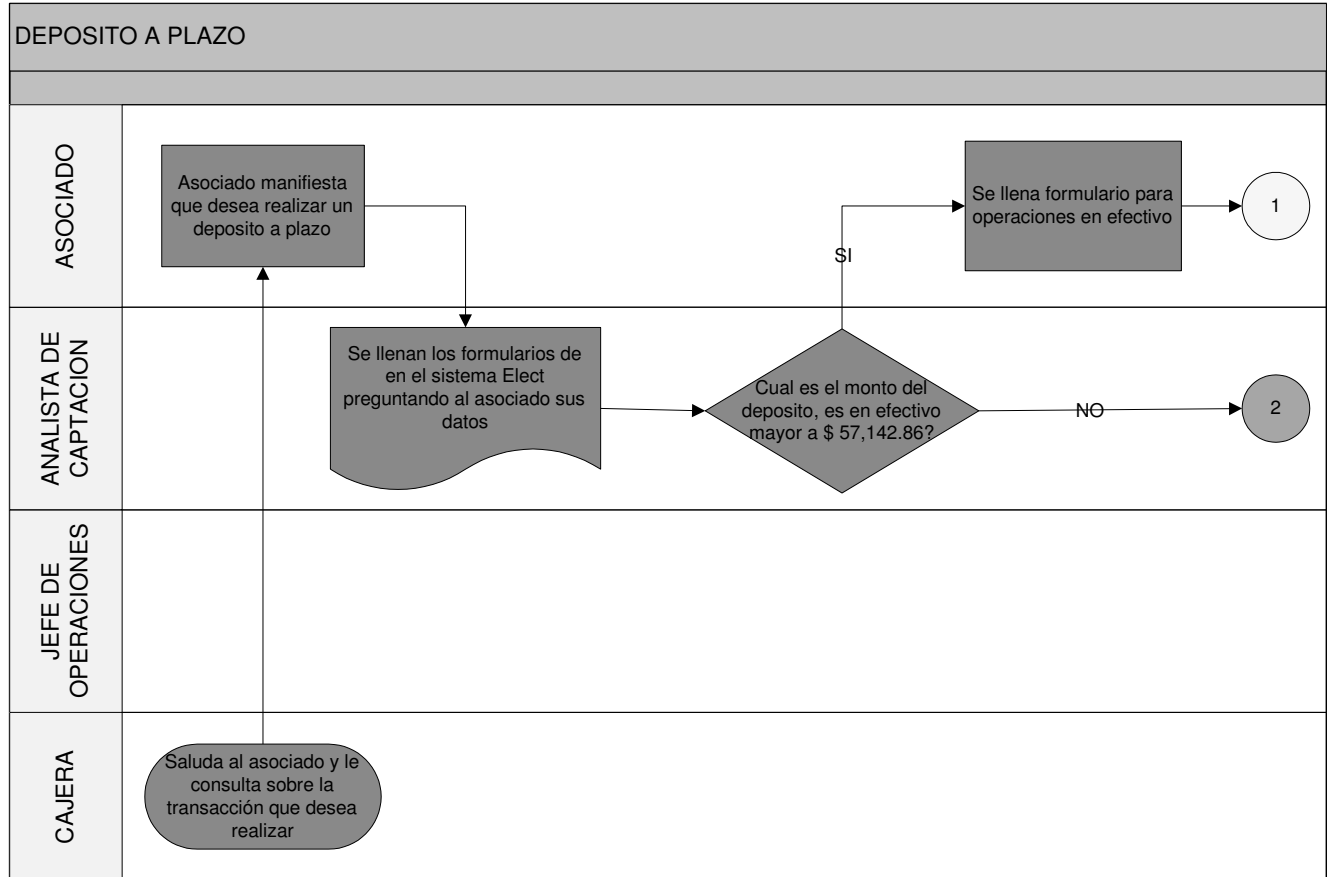 DEPOSITO A PLAZO
ASOCIADO
Asociado manifiesta
que desea realizar un
deposito a plazo
Se llena formulario para
operaciones en efectivo
1
SI
ANALISTA DE
CAPTACION
Se llenan los formularios de
en el sistema Elect
preguntando al asociado sus
datos
Cual es el monto del
deposito, es en efectivo
mayor a $ 57,142.86?
NO
2
JEFE DE
OPERACIONES
CAJERA
Saluda al asociado y le
consulta sobre la
transacción que desea
realizar